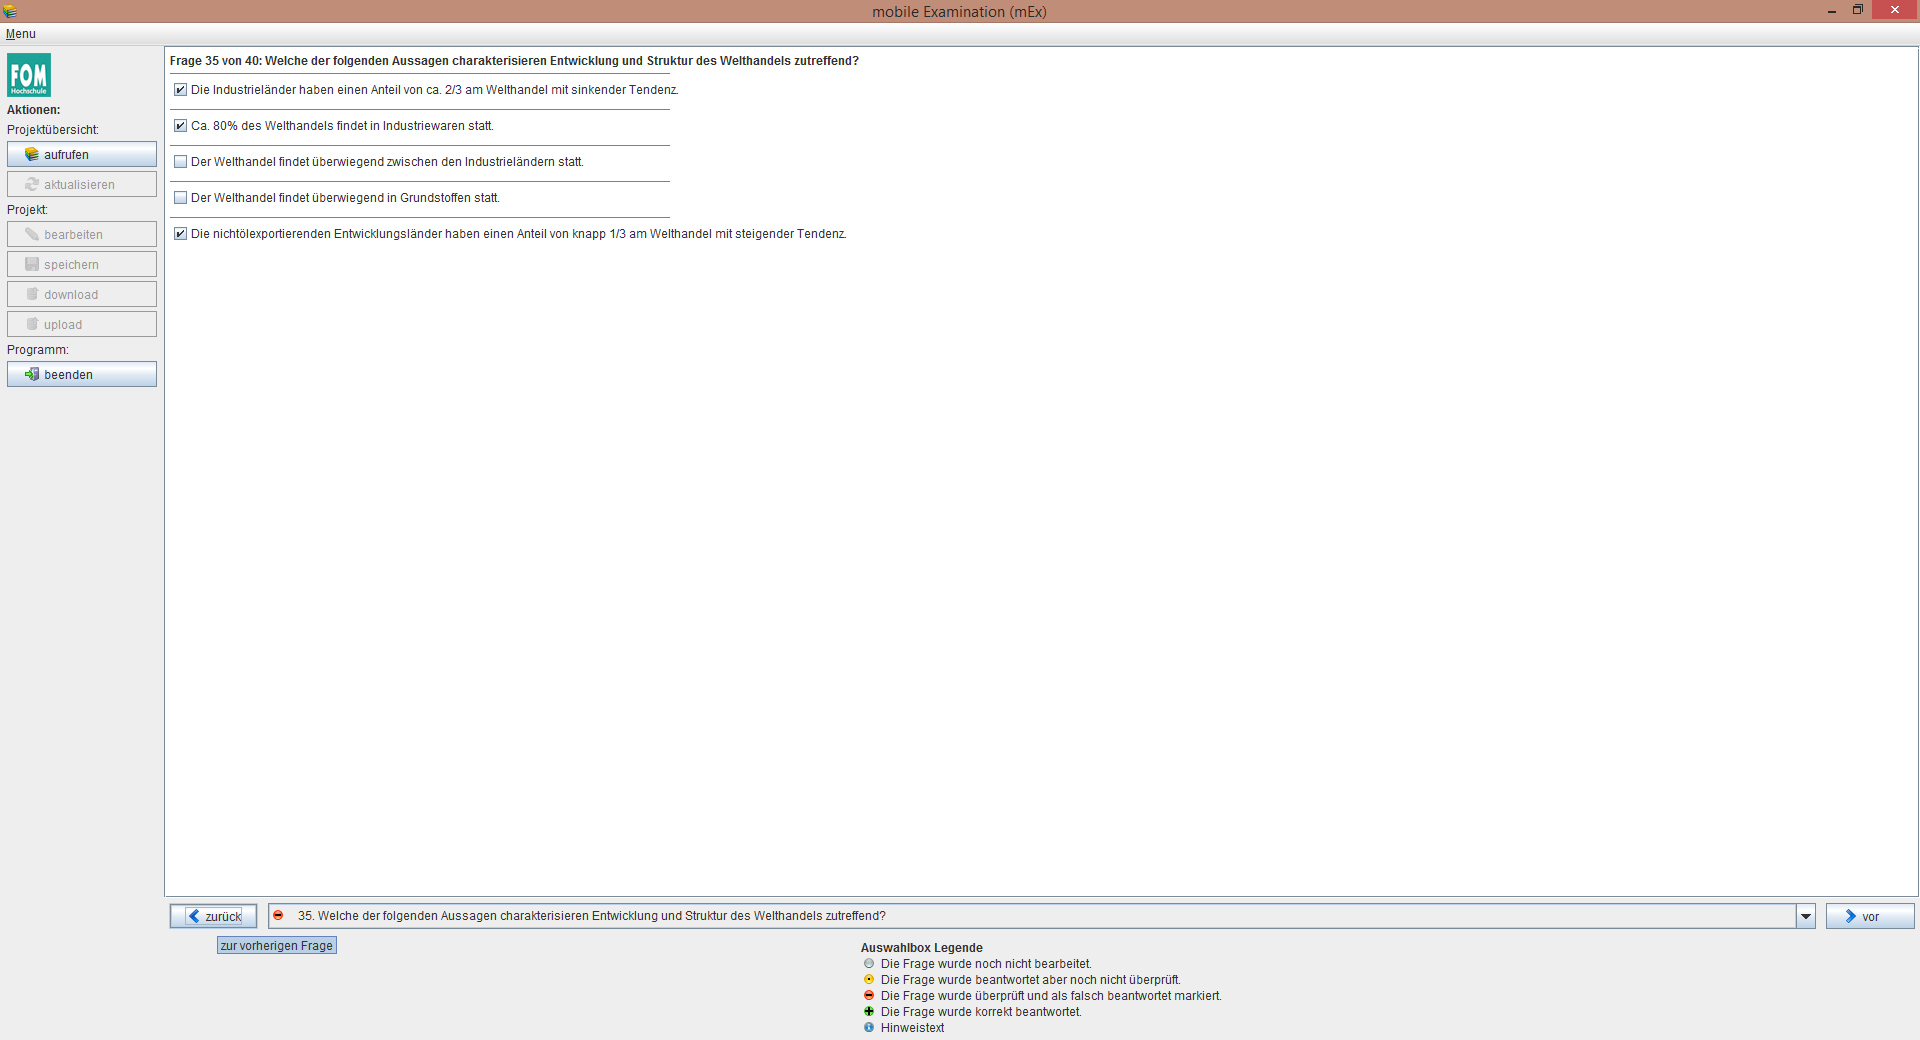 mobile Examination (mEx)
Menu
FOM
Hochschule
Aktionen:
Projektübersicht:
aufrufen
aktualisieren
Projekt:
bearbeiten
speichern
download
upload
Programm:
beenden
Frage 35 von 40: Welche der folgenden Aussagen charakterisieren Entwicklung und Struktur des Welthandels zutreffend?
Die Industrieländer haben einen Anteil von ca. 2/3 am Welthandel mit sinkender Tendenz.
Ca. 80% des Welthandels findet in Industriewaren statt.
Der Welthandel findet überwiegend zwischen den Industrieländern statt.
Der Welthandel findet überwiegend in Grundstoffen statt.
Die nichtölexportierenden Entwicklungsländer haben einen Anteil von knapp 1/3 am Welthandel mit steigender Tendenz.
zurück
35. Welche der folgenden Aussagen charakterisieren Entwicklung und Struktur des Welthandels zutreffend?
vor
zur vorherigen Frage
Auswahlbox Legende
Die Frage wurde noch nicht bearbeitet.
Die Frage wurde beantwortet aber noch nicht überprüft.
Die Frage wurde überprüft und als falsch beantwortet markiert.
Die Frage wurde korrekt beantwortet.
Hinweistext